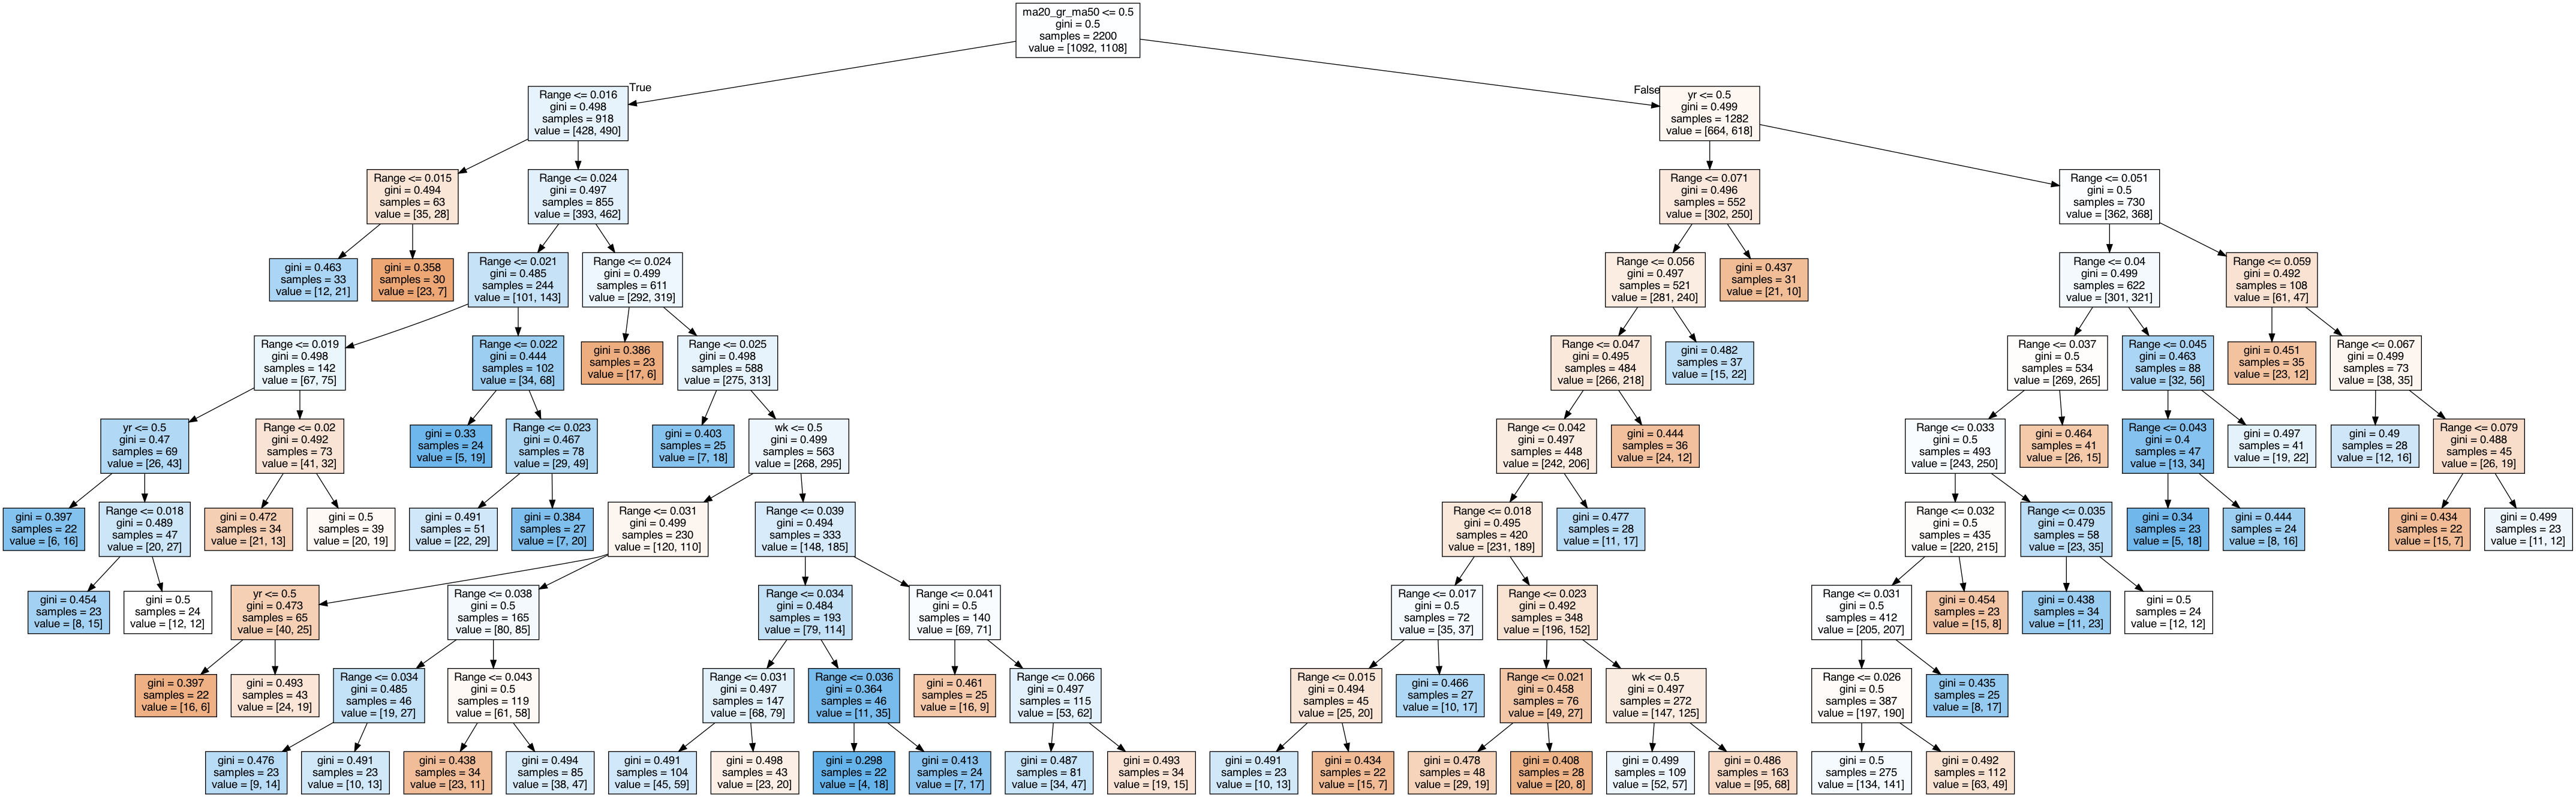 ma20_gr_ma50 <= 0.5
gini = 0.5
samples = 2200
value = [1092, 1108]
True
False
Range <= 0.016
gini = 0.498
samples = 918
value = [428, 490]
yr <= 0.5
gini = 0.499
samples = 1282
value = [664, 618]
Range <= 0.015
gini = 0.494
samples = 63
value = [35, 28]
Range <= 0.024
gini = 0.497
samples = 855
value = [393, 462]
Range <= 0.071
gini = 0.496
samples = 552
value = [302, 250]
Range <= 0.051
gini = 0.5
samples = 730
value = [362, 368]
gini = 0.463
samples = 33
value = [12, 21]
gini = 0.358
samples = 30
value = [23, 7]
Range <= 0.021
gini = 0.485
samples = 244
value = [101, 143]
Range <= 0.024
gini = 0.499
samples = 611
value = [292, 319]
Range <= 0.056
gini = 0.497
samples = 521
value = [281, 240]
gini = 0.437
samples = 31
value = [21, 10]
Range <= 0.04
gini = 0.499
samples = 622
value = [301, 321]
Range <= 0.059
gini = 0.492
samples = 108
value = [61, 47]
Range <= 0.019
gini = 0.498
samples = 142
value = [67, 75]
Range <= 0.022
gini = 0.444
samples = 102
value = [34, 68]
gini = 0.386
samples = 23
value = [17, 6]
Range <= 0.025
gini = 0.498
samples = 588
value = [275, 313]
Range <= 0.047
gini = 0.495
samples = 484
value = [266, 218]
gini = 0.482
samples = 37
value = [15, 22]
Range <= 0.037
gini = 0.5
samples = 534
value = [269, 265]
Range <= 0.045
gini = 0.463
samples = 88
value = [32, 56]
gini = 0.451
samples = 35
value = [23, 12]
Range <= 0.067
gini = 0.499
samples = 73
value = [38, 35]
yr <= 0.5
gini = 0.47
samples = 69
value = [26, 43]
Range <= 0.02
gini = 0.492
samples = 73
value = [41, 32]
gini = 0.33
samples = 24
value = [5, 19]
Range <= 0.023
gini = 0.467
samples = 78
value = [29, 49]
gini = 0.403
samples = 25
value = [7, 18]
wk <= 0.5
gini = 0.499
samples = 563
value = [268, 295]
Range <= 0.042
gini = 0.497
samples = 448
value = [242, 206]
gini = 0.444
samples = 36
value = [24, 12]
Range <= 0.033
gini = 0.5
samples = 493
value = [243, 250]
gini = 0.464
samples = 41
value = [26, 15]
Range <= 0.043
gini = 0.4
samples = 47
value = [13, 34]
gini = 0.497
samples = 41
value = [19, 22]
gini = 0.49
samples = 28
value = [12, 16]
Range <= 0.079
gini = 0.488
samples = 45
value = [26, 19]
gini = 0.397
samples = 22
value = [6, 16]
Range <= 0.018
gini = 0.489
samples = 47
value = [20, 27]
gini = 0.472
samples = 34
value = [21, 13]
gini = 0.5
samples = 39
value = [20, 19]
gini = 0.491
samples = 51
value = [22, 29]
gini = 0.384
samples = 27
value = [7, 20]
Range <= 0.031
gini = 0.499
samples = 230
value = [120, 110]
Range <= 0.039
gini = 0.494
samples = 333
value = [148, 185]
Range <= 0.018
gini = 0.495
samples = 420
value = [231, 189]
gini = 0.477
samples = 28
value = [11, 17]
Range <= 0.032
gini = 0.5
samples = 435
value = [220, 215]
Range <= 0.035
gini = 0.479
samples = 58
value = [23, 35]
gini = 0.34
samples = 23
value = [5, 18]
gini = 0.444
samples = 24
value = [8, 16]
gini = 0.434
samples = 22
value = [15, 7]
gini = 0.499
samples = 23
value = [11, 12]
gini = 0.454
samples = 23
value = [8, 15]
gini = 0.5
samples = 24
value = [12, 12]
yr <= 0.5
gini = 0.473
samples = 65
value = [40, 25]
Range <= 0.038
gini = 0.5
samples = 165
value = [80, 85]
Range <= 0.034
gini = 0.484
samples = 193
value = [79, 114]
Range <= 0.041
gini = 0.5
samples = 140
value = [69, 71]
Range <= 0.017
gini = 0.5
samples = 72
value = [35, 37]
Range <= 0.023
gini = 0.492
samples = 348
value = [196, 152]
Range <= 0.031
gini = 0.5
samples = 412
value = [205, 207]
gini = 0.454
samples = 23
value = [15, 8]
gini = 0.438
samples = 34
value = [11, 23]
gini = 0.5
samples = 24
value = [12, 12]
gini = 0.397
samples = 22
value = [16, 6]
gini = 0.493
samples = 43
value = [24, 19]
Range <= 0.034
gini = 0.485
samples = 46
value = [19, 27]
Range <= 0.043
gini = 0.5
samples = 119
value = [61, 58]
Range <= 0.031
gini = 0.497
samples = 147
value = [68, 79]
Range <= 0.036
gini = 0.364
samples = 46
value = [11, 35]
gini = 0.461
samples = 25
value = [16, 9]
Range <= 0.066
gini = 0.497
samples = 115
value = [53, 62]
Range <= 0.015
gini = 0.494
samples = 45
value = [25, 20]
gini = 0.466
samples = 27
value = [10, 17]
Range <= 0.021
gini = 0.458
samples = 76
value = [49, 27]
wk <= 0.5
gini = 0.497
samples = 272
value = [147, 125]
Range <= 0.026
gini = 0.5
samples = 387
value = [197, 190]
gini = 0.435
samples = 25
value = [8, 17]
gini = 0.476
samples = 23
value = [9, 14]
gini = 0.491
samples = 23
value = [10, 13]
gini = 0.438
samples = 34
value = [23, 11]
gini = 0.494
samples = 85
value = [38, 47]
gini = 0.491
samples = 104
value = [45, 59]
gini = 0.498
samples = 43
value = [23, 20]
gini = 0.298
samples = 22
value = [4, 18]
gini = 0.413
samples = 24
value = [7, 17]
gini = 0.487
samples = 81
value = [34, 47]
gini = 0.493
samples = 34
value = [19, 15]
gini = 0.491
samples = 23
value = [10, 13]
gini = 0.434
samples = 22
value = [15, 7]
gini = 0.478
samples = 48
value = [29, 19]
gini = 0.408
samples = 28
value = [20, 8]
gini = 0.499
samples = 109
value = [52, 57]
gini = 0.486
samples = 163
value = [95, 68]
gini = 0.5
samples = 275
value = [134, 141]
gini = 0.492
samples = 112
value = [63, 49]